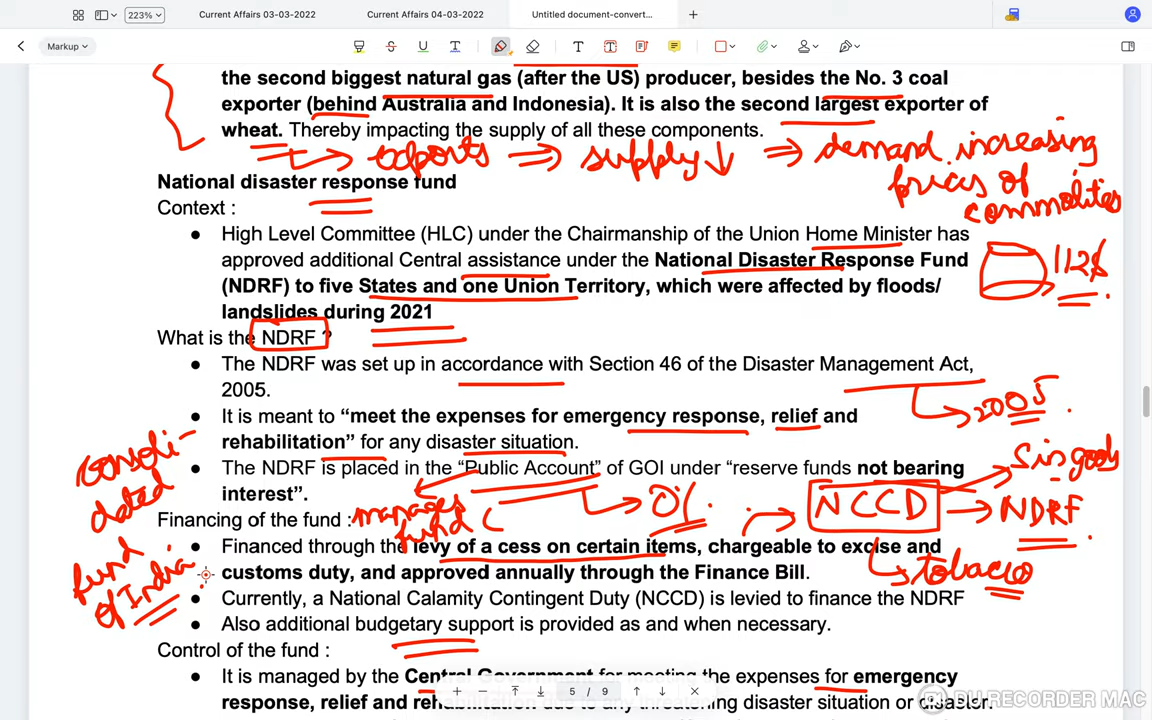 223%
Current Affairs 03-03-2022
Current Affairs 04-03-2022
Untitled document-convert...
Markup
the second biggest natural gas (after the US) producer, besides the No. 3 coal
exporter (behind Australia and Indonesia). It is also the second largest exporter of
wheat. Thereby impacting the supply of all these components.
exports ⇒ supply ↓ ⇒ demand increasing
prices of
commodities
National disaster response fund
Context :
High Level Committee (HLC) under the Chairmanship of the Union Home Minister has
approved additional Central assistance under the National Disaster Response Fund
112$
(NDRF) to five States and one Union Territory, which were affected by floods/
landslides during 2021
What is the NDRF ?
The NDRF was set up in accordance with Section 46 of the Disaster Management Act,
2005.
2005
It is meant to “meet the expenses for emergency response, relief and
rehabilitation” for any disaster situation.
consoli-
dated
fund
of India
Sin goods
The NDRF is placed in the “Public Account” of GOI under “reserve funds not bearing
interest”.
0%
NCCD → NDRF
Financing of the fund :
manages
fund
Financed through the levy of a cess on certain items, chargeable to excise and
customs duty, and approved annually through the Finance Bill.
tobacco
Currently, a National Calamity Contingent Duty (NCCD) is levied to finance the NDRF
Also additional budgetary support is provided as and when necessary.
Control of the fund :
It is managed by the Central Government for meeting the expenses for emergency
5 / 9
response, relief and rehabilitation due to any threatening disaster situation or disaster.
DU RECORDER MAC